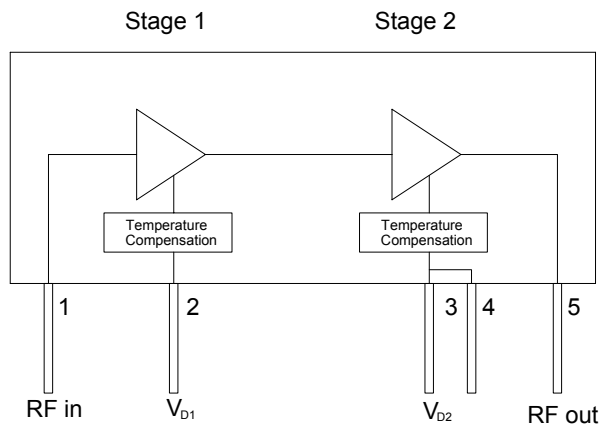 Stage 1 Stage 2
Temperature
Compensation
Temperature
Compensation
1 2 3 4 5
RF in VD1 VD2 RF out